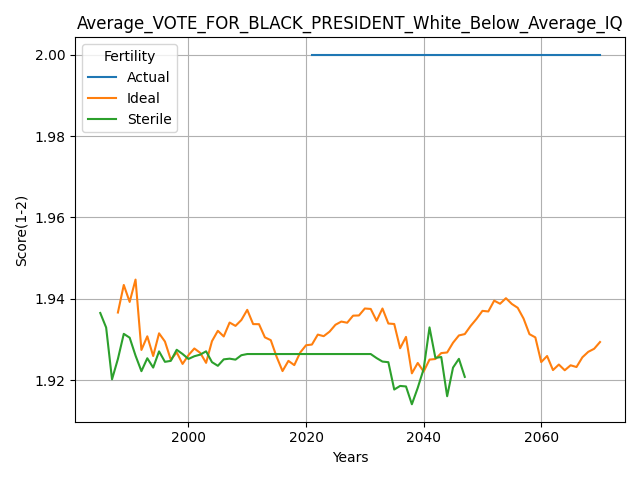 Average_VOTE_FOR_BLACK_PRESIDENT_White_Below_Average_IQ
Fertility
Actual
Ideal
Sterile
Score(1-2)
2.00
1.98
1.96
1.94
1.92
2000 2020 2040 2060
Years